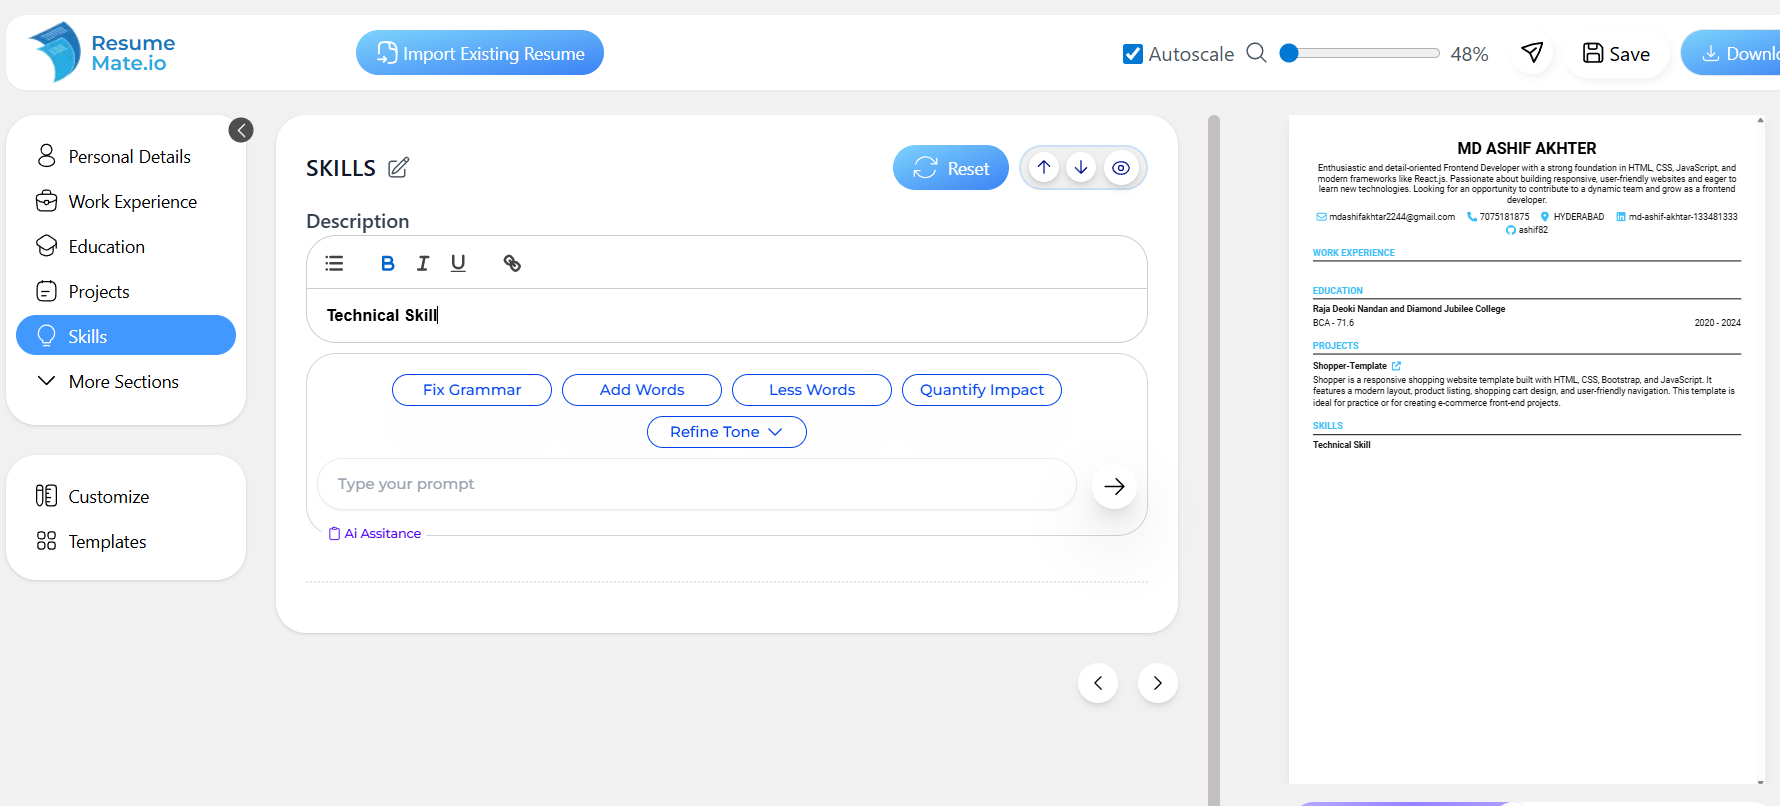 Resume
Mate.io
Import Existing Resume
Autoscale
48%
Save
Downlo
Personal Details
Work Experience
Education
Projects
Skills
More Sections
Customize
Templates
SKILLS
Reset
Description
B I U
Technical Skill
Fix Grammar
Add Words
Less Words
Quantify Impact
Refine Tone
Type your prompt
Ai Assitance
MD ASHIF AKHTER
Enthusiastic and detail-oriented Frontend Developer with a strong foundation in HTML, CSS, JavaScript, and
modern frameworks like React.js. Passionate about building responsive, user-friendly websites and eager to
learn new technologies. Looking for an opportunity to contribute to a dynamic team and grow as a frontend
developer.
mdashifakhtar2244@gmail.com 7075181875 HYDERABAD md-ashif-akhtar-133481333
ashif82
WORK EXPERIENCE
EDUCATION
Raja Deoki Nandan and Diamond Jubilee College
BCA - 71.6 2020 - 2024
PROJECTS
Shopper-Template
Shopper is a responsive shopping website template built with HTML, CSS, Bootstrap, and JavaScript. It
features a modern layout, product listing, shopping cart design, and user-friendly navigation. This template is
ideal for practice or for creating e-commerce front-end projects.
SKILLS
Technical Skill